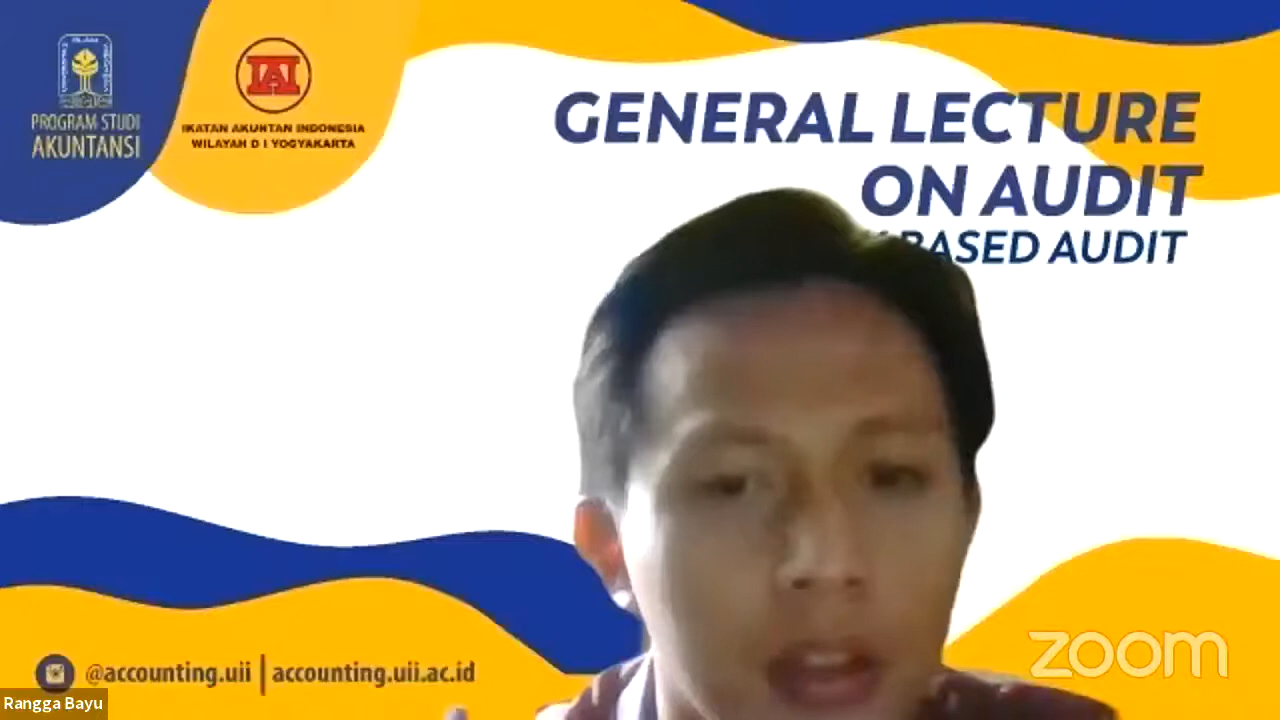 PROGRAM STUDI
AKUNTANSI
IAI
IKATAN AKUNTAN INDONESIA
WILAYAH D I YOGYAKARTA
GENERAL LECTURE
ON AUDIT
BASED AUDIT
@accounting.uii | accounting.uii.ac.id
Rangga Bayu
zoom